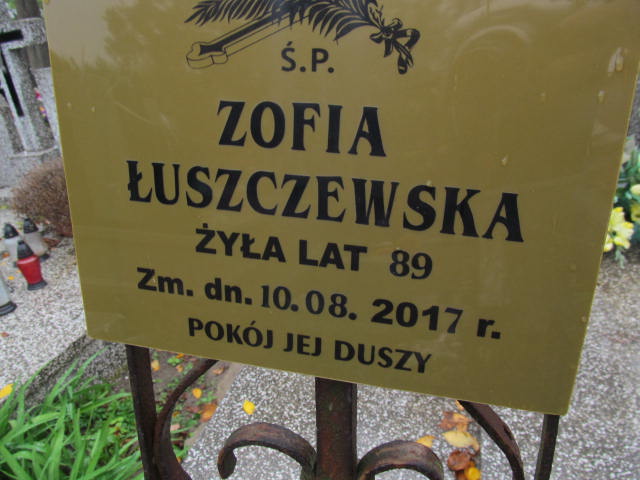 Ś.P.
ZOFIA
ŁUSZCZEWSKA
ŻYŁA LAT 89
Zm. dn. 10.08. 2017 r.
POKÓJ JEJ DUSZY